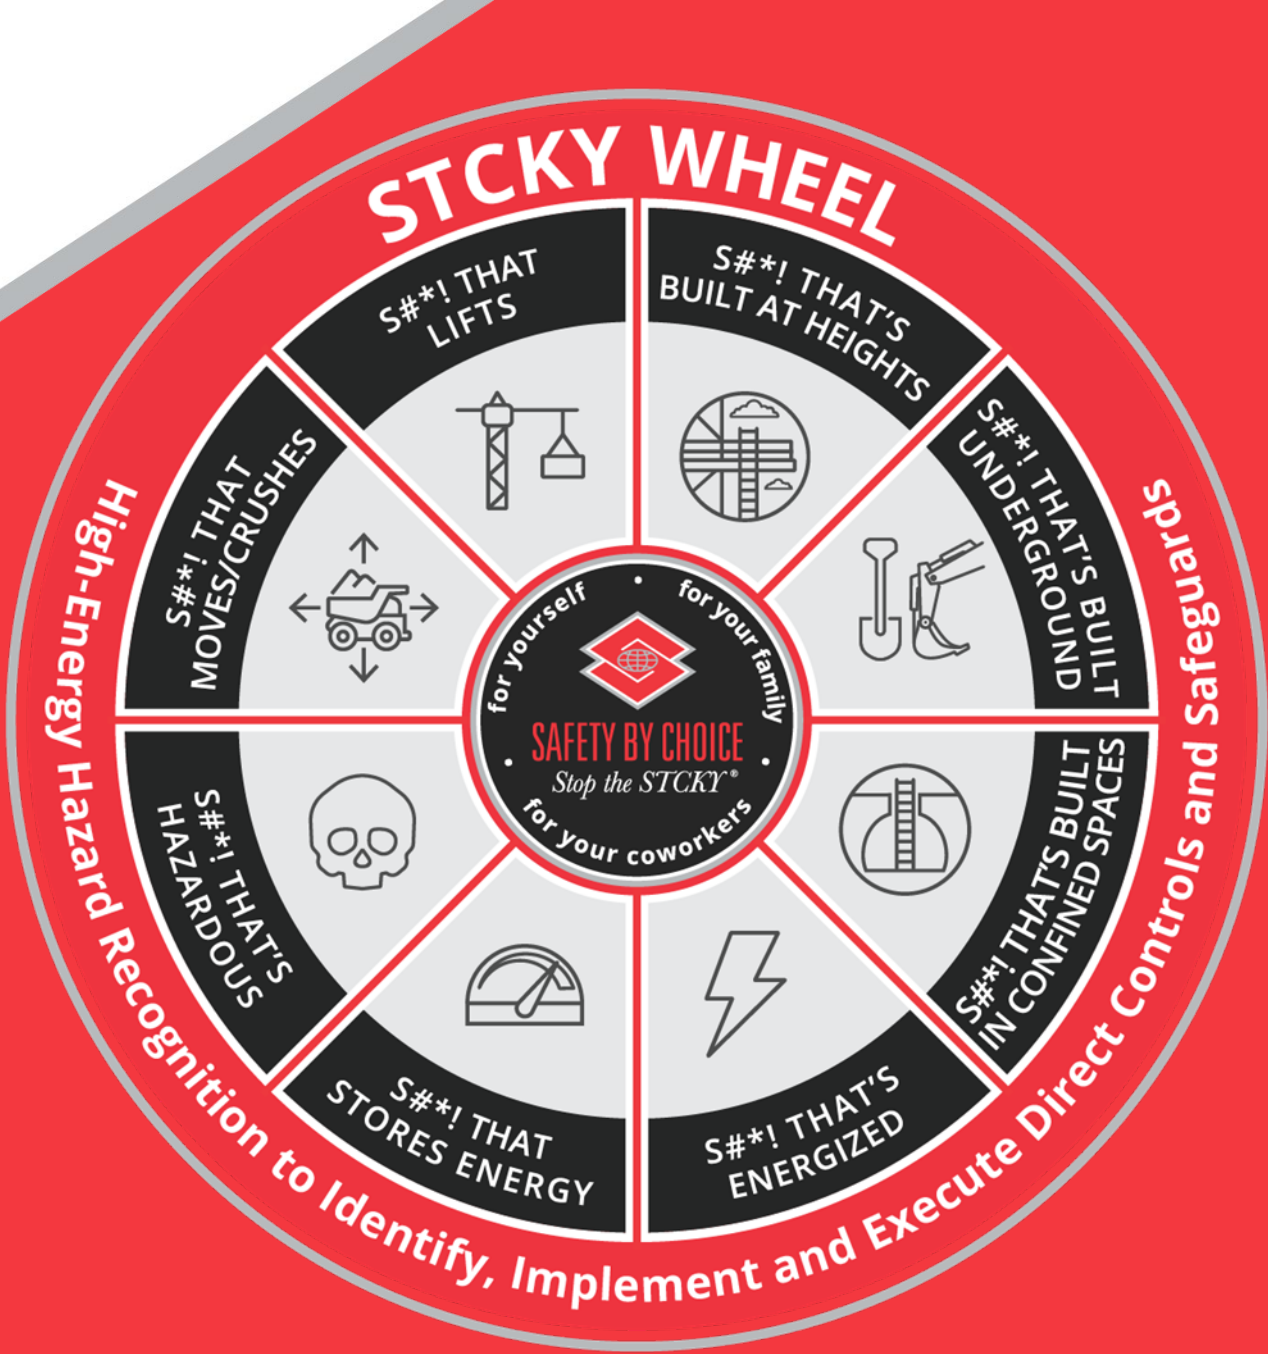 STCKY WHEEL
S#*! THAT
LIFTS
S#*! THAT'S
BUILT AT HEIGHTS
S#*! THAT'S BUILT
UNDERGROUND
S#*! THAT'S BUILT
IN CONFINED SPACES
S#*! THAT'S
ENERGIZED
S#*! THAT
STORES ENERGY
S#*! THAT'S
HAZARDOUS
S#*! THAT
MOVES/CRUSHES
for yourself
for your family
SAFETY BY CHOICE
Stop the STCKY®
for your coworkers
High-Energy Hazard Recognition to Identify, Implement and Execute Direct Controls and Safeguards